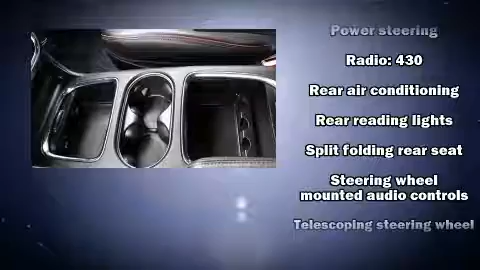 Power steering
Radio: 430
Rear air conditioning
Rear reading lights
Split folding rear seat
Steering wheel
mounted audio controls
Telescoping steering wheel